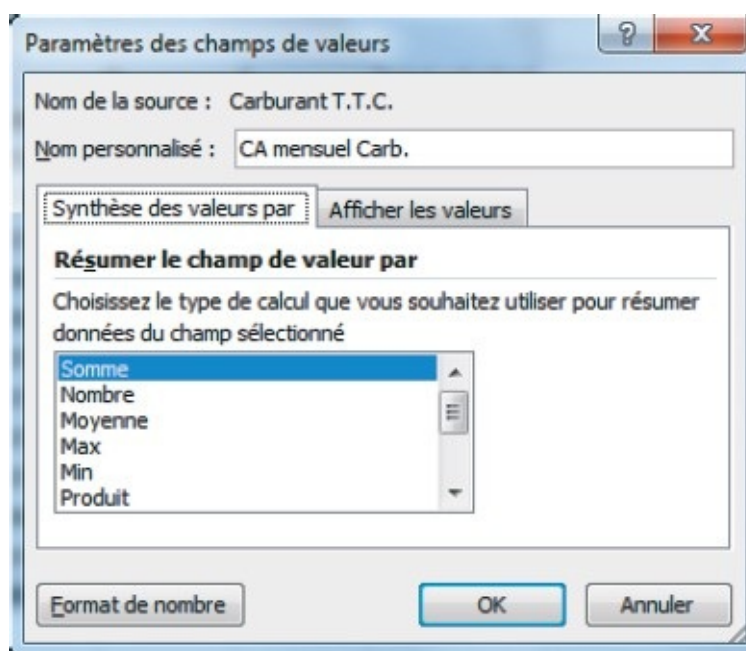 Paramètres des champs de valeurs
Nom de la source : Carburant T.T.C.
Nom personnalisé : CA mensuel Carb.
Synthèse des valeurs par Afficher les valeurs
Résumer le champ de valeur par
Choisissez le type de calcul que vous souhaitez utiliser pour résumer
données du champ sélectionné
Somme
Nombre
Moyenne
Max
Min
Produit
Format de nombre OK Annuler